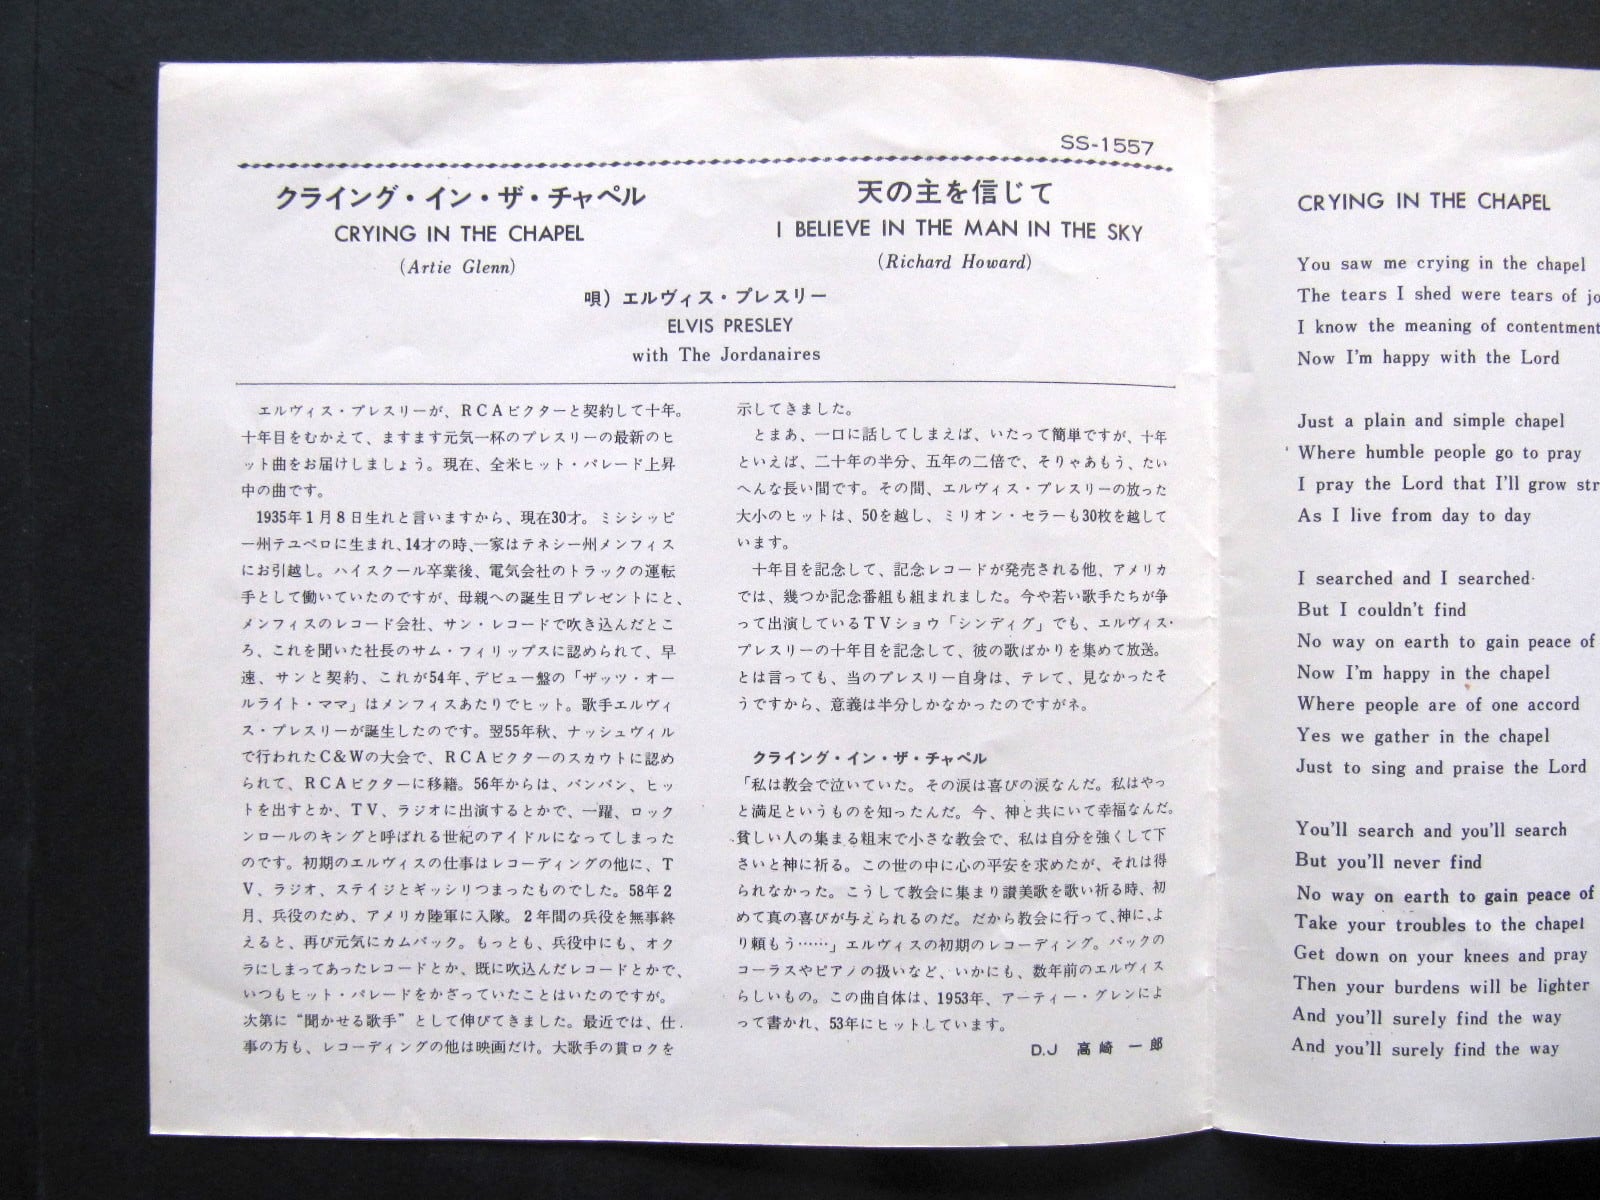 SS-1557
クライング・イン・ザ・チャペル
CRYING IN THE CHAPEL
(Artie Glenn)
天の主を信じて
I BELIEVE IN THE MAN IN THE SKY
(Richard Howard)
唄）エルヴィス・プレスリー
ELVIS PRESLEY
with The Jordanaires
エルヴィス・プレスリーが、RCAビクターと契約して十年。
十年目をむかえて、ますます元気一杯のプレスリーの最新のヒ
ット曲をお届けしましょう。現在、全米ヒット・パレード上昇
中の曲です。
1935年1月8日生れと言いますから、現在30才。ミシシッピ
ー州テユペロに生まれ、14才の時、一家はテネシー州メンフィス
にお引越し。ハイスクール卒業後、電気会社のトラックの運転
手として働いていたのですが、母親への誕生日プレゼントにと、
メンフィスのレコード会社、サン・レコードで吹き込んだとこ
ろ、これを聞いた社長のサム・フィリップスに認められて、早
速、サンと契約、これが54年、デビュー盤の「ザッツ・オー
ルライト・ママ」はメンフィスあたりでヒット。歌手エルヴィ
ス・プレスリーが誕生したのです。翌55年秋、ナッシュヴィル
で行われたC&Wの大会で、RCAビクターのスカウトに認め
られて、RCAビクターに移籍。56年からは、バンバン、ヒッ
トを出すとか、TV、ラジオに出演するとかで、一躍、ロック
ンロールのキングと呼ばれる世紀のアイドルになってしまった
のです。初期のエルヴィスの仕事はレコーディングの他に、T
V、ラジオ、ステイジとギッシリつまったものでした。58年2
月、兵役のため、アメリカ陸軍に入隊。2年間の兵役を無事終
えると、再び元気にカムバック。もっとも、兵役中にも、オク
ラにしまってあったレコードとか、既に吹込んだレコードとかで、
いつもヒット・パレードをかざっていたことはいたのですが。
次第に“聞かせる歌手”として伸びてきました。最近では、仕
事の方も、レコーディングの他は映画だけ。大歌手の貫ロクを
示してきました。
とまあ、一口に話してしまえば、いたって簡単ですが、十年
といえば、二十年の半分、五年の二倍で、そりゃあもう、たい
へんな長い間です。その間、エルヴィス・プレスリーの放った
大小のヒットは、50を越し、ミリオン・セラーも30枚を越して
います。
十年目を記念して、記念レコードが発売される他、アメリカ
では、幾つか記念番組も組まれました。今や若い歌手たちが争
って出演しているTVショウ「シンディグ」でも、エルヴィス・
プレスリーの十年目を記念して、彼の歌ばかりを集めて放送。
とは言っても、当のプレスリー自身は、テレて、見なかったそ
うですから、意義は半分しかなかったのですがネ。
クライング・イン・ザ・チャペル
「私は教会で泣いていた。その涙は喜びの涙なんだ。私はやっ
と満足というものを知ったんだ。今、神と共にいて幸福なんだ。
貧しい人の集まる粗末で小さな教会で、私は自分を強くして下
さいと神に祈る。この世の中に心の平安を求めたが、それは得
られなかった。こうして教会に集まり讃美歌を歌い祈る時、初
めて真の喜びが与えられるのだ。だから教会に行って、神に、よ
り頼もう……」エルヴィスの初期のレコーディング。バックの
コーラスやピアノの扱いなど、いかにも、数年前のエルヴィス
らしいもの。この曲自体は、1953年、アーティー・グレンによ
って書かれ、53年にヒットしています。
D.J 高崎 一郎
CRYING IN THE CHAPEL
You saw me crying in the chapel
The tears I shed were tears of jo
I know the meaning of contentment
Now I'm happy with the Lord
Just a plain and simple chapel
Where humble people go to pray
I pray the Lord that I'll grow str
As I live from day to day
I searched and I searched
But I couldn't find
No way on earth to gain peace of
Now I'm happy in the chapel
Where people are of one accord
Yes we gather in the chapel
Just to sing and praise the Lord
You'll search and you'll search
But you'll never find
No way on earth to gain peace of
Take your troubles to the chapel
Get down on your knees and pray
Then your burdens will be lighter
And you'll surely find the way
And you'll surely find the way